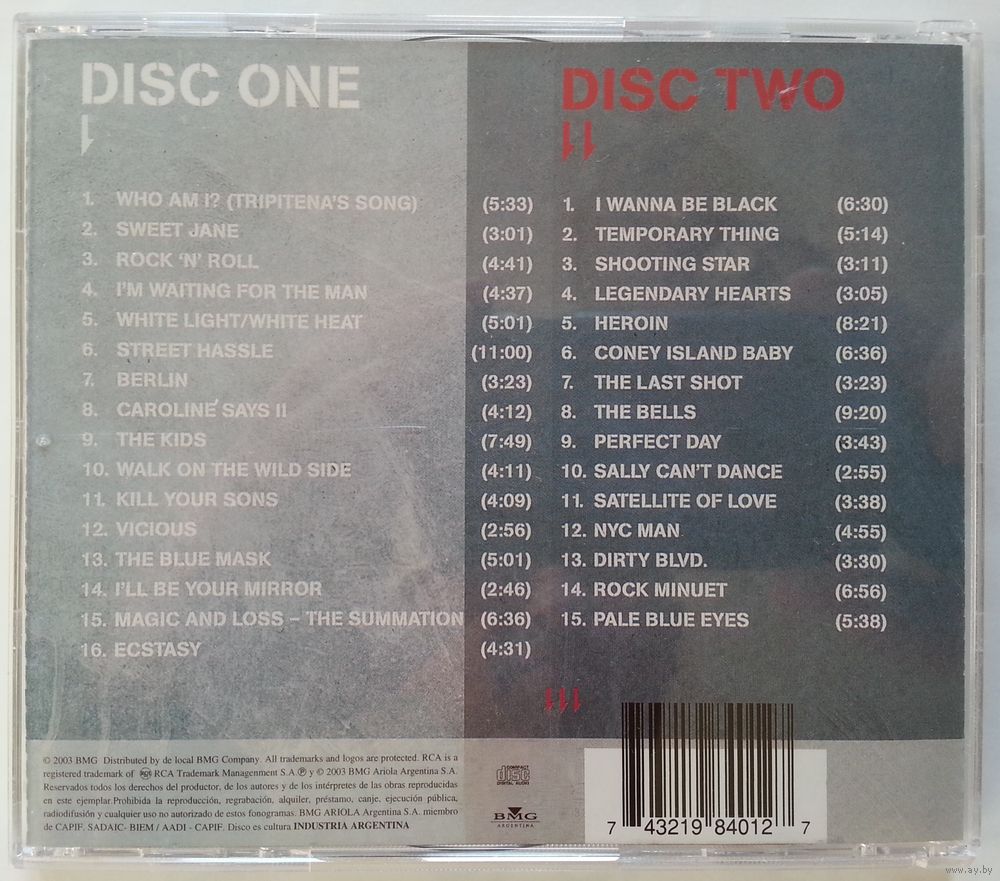 DISC ONE
1. WHO AM I? (TRIPITENA'S SONG) (5:33)
2. SWEET JANE (3:01)
3. ROCK 'N' ROLL (4:41)
4. I'M WAITING FOR THE MAN (4:37)
5. WHITE LIGHT/WHITE HEAT (5:01)
6. STREET HASSLE (11:00)
7. BERLIN (3:23)
8. CAROLINE SAYS II (4:12)
9. THE KIDS (7:49)
10. WALK ON THE WILD SIDE (4:11)
11. KILL YOUR SONS (4:09)
12. VICIOUS (2:56)
13. THE BLUE MASK (5:01)
14. I'LL BE YOUR MIRROR (2:46)
15. MAGIC AND LOSS – THE SUMMATION (6:36)
16. ECSTASY (4:31)
DISC TWO
1. I WANNA BE BLACK (6:30)
2. TEMPORARY THING (5:14)
3. SHOOTING STAR (3:11)
4. LEGENDARY HEARTS (3:05)
5. HEROIN (8:21)
6. CONEY ISLAND BABY (6:36)
7. THE LAST SHOT (3:23)
8. THE BELLS (9:20)
9. PERFECT DAY (3:43)
10. SALLY CAN'T DANCE (2:55)
11. SATELLITE OF LOVE (3:38)
12. NYC MAN (4:55)
13. DIRTY BLVD. (3:30)
14. ROCK MINUET (6:56)
15. PALE BLUE EYES (5:38)
© 2003 BMG Distributed by de local BMG Company. All trademarks and logos are protected. RCA is a
registered trademark of RCA Trademark Managenment S.A. ℗ y © 2003 BMG Ariola Argentina S.A.
Reservados todos los derechos del productor, de los autores y de los intérpretes de las obras reproducidas
en este ejemplar.Prohibida la reproducción, regrabación, alquiler, préstamo, canje, ejecución pública,
radiodifusión y cualquier uso no autorizado de estos fonogramas. BMG ARIOLA Argentina S.A. miembro
de CAPIF, SADAIC- BIEM / AADI - CAPIF. Disco es cultura INDUSTRIA ARGENTINA
COMPACT
disc
DIGITAL AUDIO
BMG
ARGENTINA
7 43219 84012 7
www.ay.by